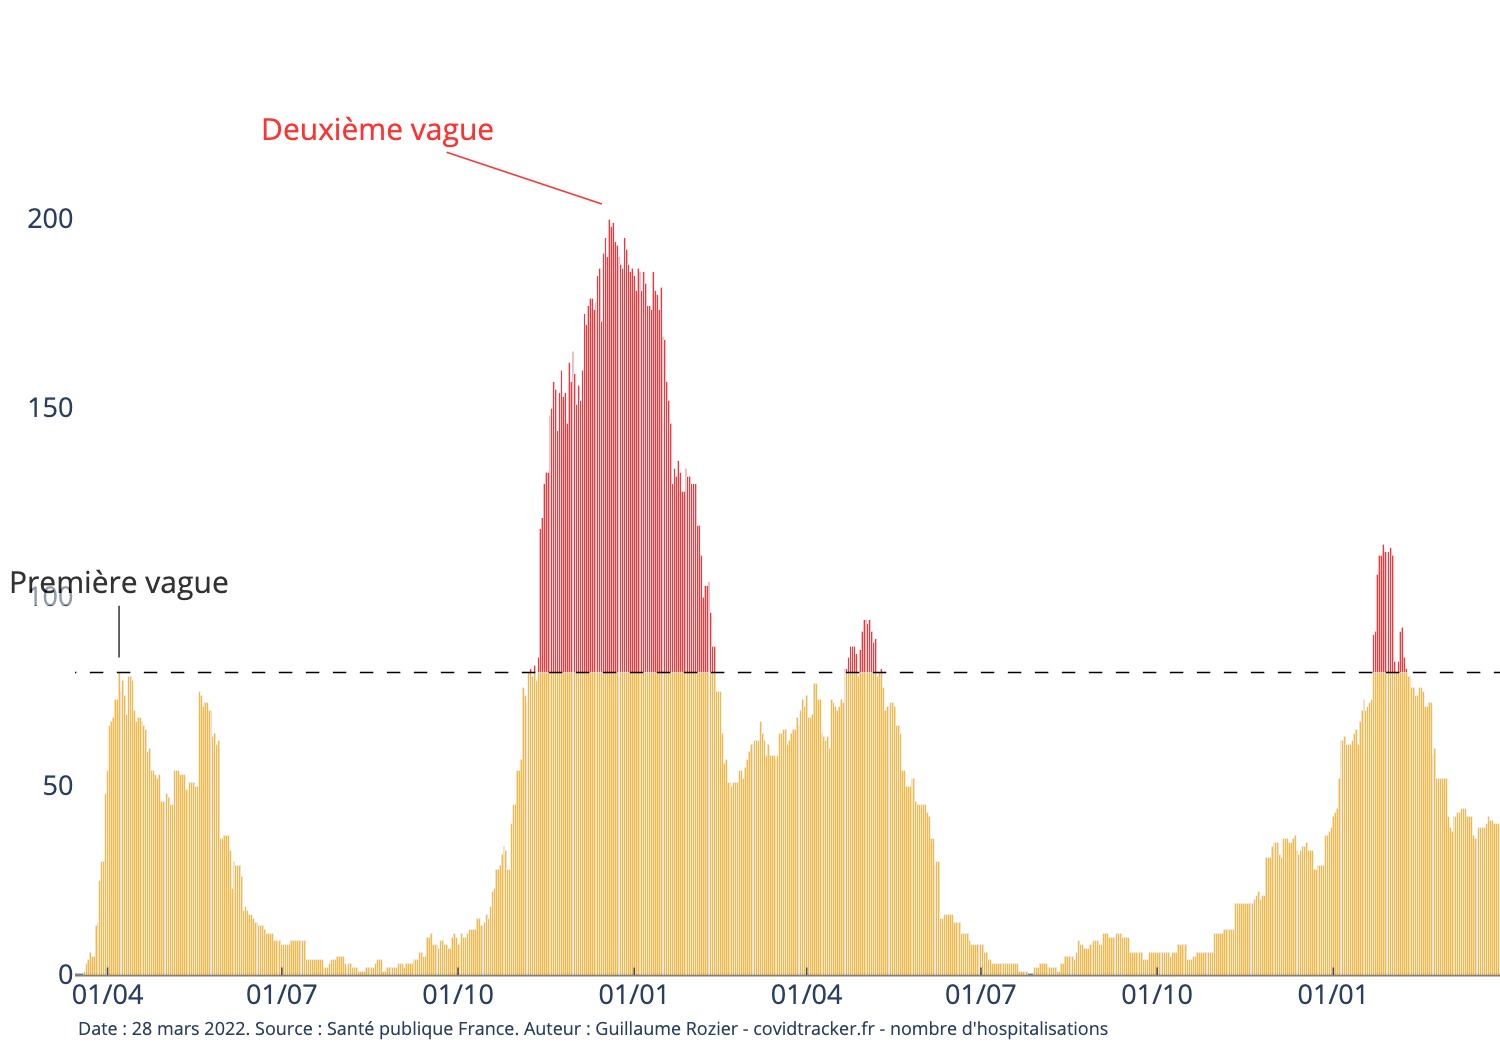 Deuxième vague
200
150
Première vague
100
50
0
01/04 01/07 01/10 01/01 01/04 01/07 01/10 01/01
Date : 28 mars 2022. Source : Santé publique France. Auteur : Guillaume Rozier - covidtracker.fr - nombre d'hospitalisations